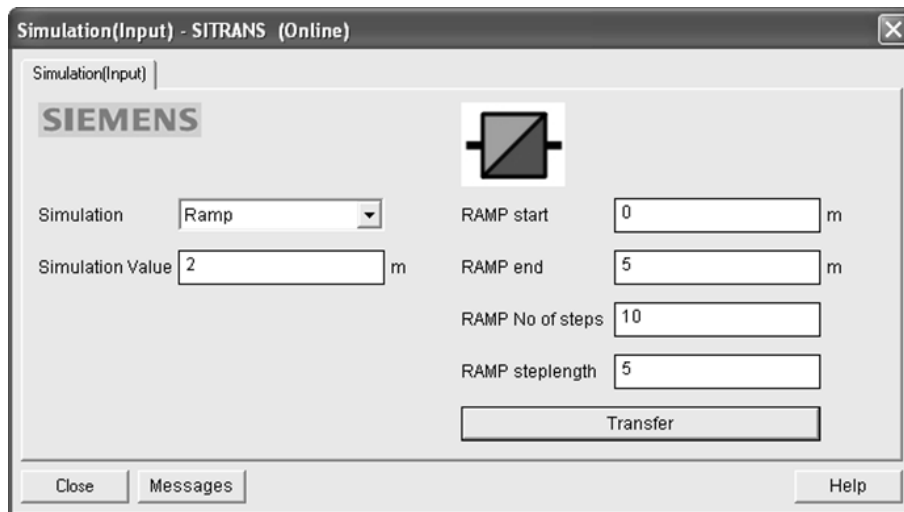 Simulation(Input) - SITRANS (Online)
Simulation(Input)
SIEMENS
Simulation Ramp
RAMP start 0 m
Simulation Value 2 m
RAMP end 5 m
RAMP No of steps 10
RAMP steplength 5
Transfer
Close Messages Help